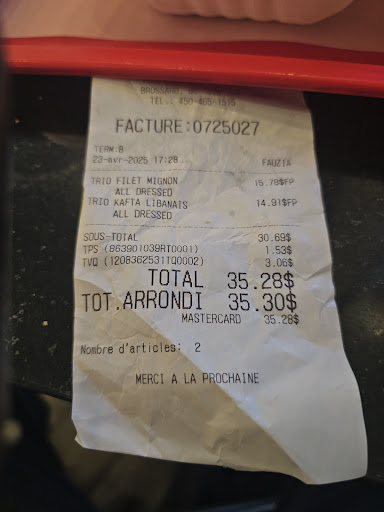 BROSSARD,
TEL.: 450-465-1515
FACTURE:0725027
TERM:B
23-avr-2025 17:28 FAUZIA
TRIO FILET MIGNON 15.78$FP
ALL DRESSED
TRIO KAFTA LIBANAIS 14.91$FP
ALL DRESSED
SOUS-TOTAL 30.69$
TPS (863901039RT0001) 1.53$
TVQ (1208362531TQ0002) 3.06$
TOTAL 35.28$
TOT.ARRONDI 35.30$
MASTERCARD 35.28$
Nombre d'articles: 2
MERCI A LA PROCHAINE